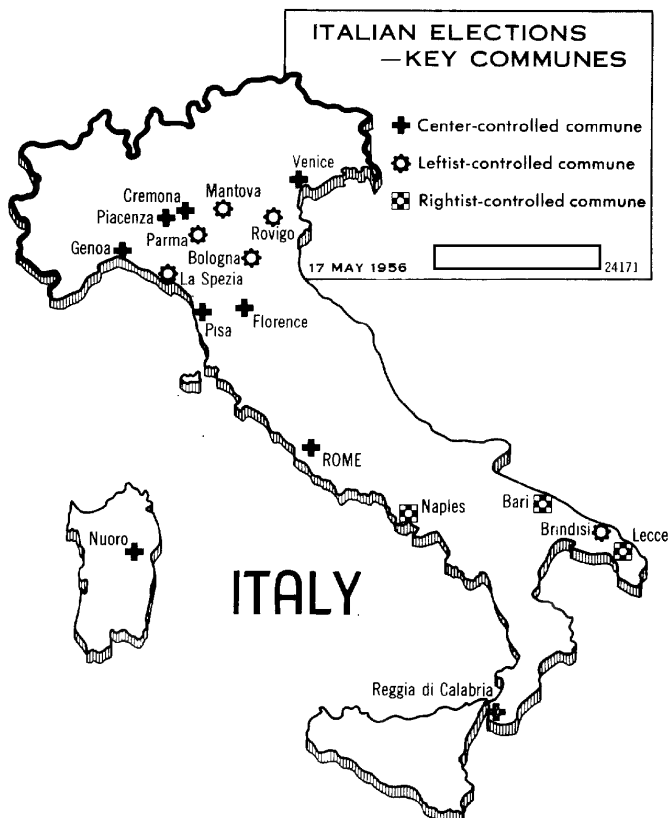 ITALIAN ELECTIONS
—KEY COMMUNES
Center-controlled commune
Leftist-controlled commune
Rightist-controlled commune
17 MAY 1956
24171
Venice
Cremona
Mantova
Piacenza
Parma
Rovigo
Genoa
Bologna
La Spezia
Pisa
Florence
ROME
Naples
Bari
Brindisi
Lecce
Nuoro
ITALY
Reggia di Calabria